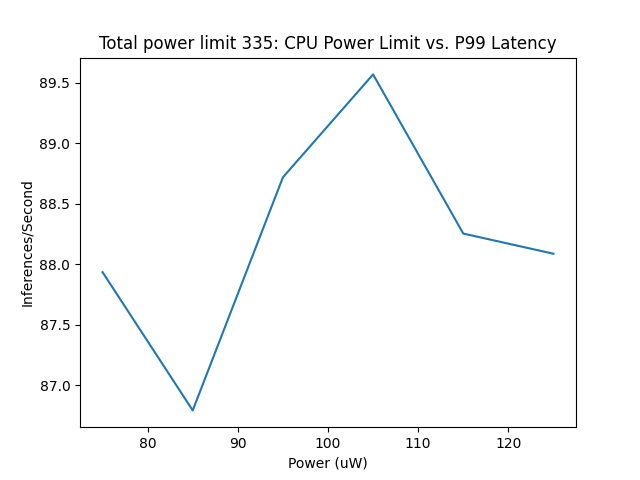 Total power limit 335: CPU Power Limit vs. P99 Latency
Inferences/Second
89.5
89.0
88.5
88.0
87.5
87.0
80 90 100 110 120
Power (uW)